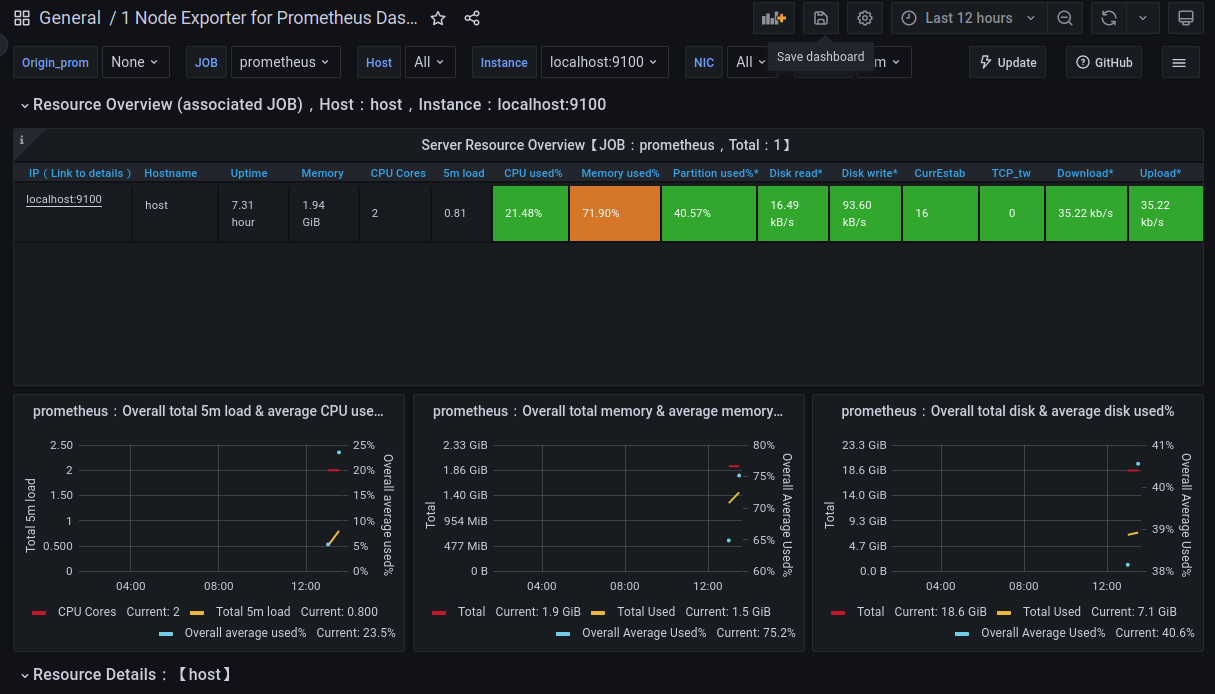 General / 1 Node Exporter for Prometheus Das... Last 12 hours
Save dashboard
Origin_prom None JOB prometheus Host All Instance localhost:9100 NIC All m Update GitHub
Resource Overview (associated JOB)，Host：host，Instance：localhost:9100
i
Server Resource Overview【JOB：prometheus，Total：1】
IP（Link to details） Hostname Uptime Memory CPU Cores 5m load CPU used% Memory used% Partition used%* Disk read* Disk write* CurrEstab TCP_tw Download* Upload*
localhost:9100 host 7.31 hour 1.94 GiB 2 0.81 21.48% 71.90% 40.57% 16.49 kB/s 93.60 kB/s 16 0 35.22 kb/s 35.22 kb/s
prometheus：Overall total 5m load & average CPU use...
2.50 25%
2 20%
1.50 15%
1 10%
0.500 5%
0 0%
Total 5m load
Overall average used%
04:00 08:00 12:00
CPU Cores Current: 2 Total 5m load Current: 0.800
Overall average used% Current: 23.5%
prometheus：Overall total memory & average memory...
2.33 GiB 80%
1.86 GiB 75%
1.40 GiB 70%
954 MiB 65%
477 MiB 60%
0 B
Total
Overall Average Used%
04:00 08:00 12:00
Total Current: 1.9 GiB Total Used Current: 1.5 GiB
Overall Average Used% Current: 75.2%
prometheus：Overall total disk & average disk used%
23.3 GiB 41%
18.6 GiB 40%
14.0 GiB 39%
9.3 GiB 38%
4.7 GiB
0.0 B
Total
Overall Average Used%
04:00 08:00 12:00
Total Current: 18.6 GiB Total Used Current: 7.1 GiB
Overall Average Used% Current: 40.6%
Resource Details：【host】